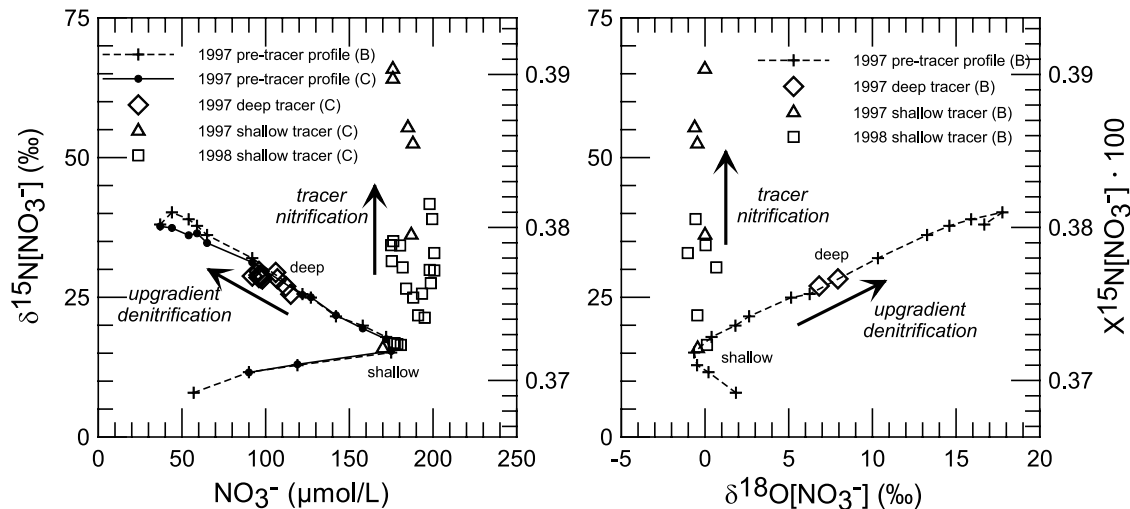 75
50
25
0
δ¹⁵N[NO₃⁻] (‰)
1997 pre-tracer profile (B)
1997 pre-tracer profile (C)
1997 deep tracer (C)
1997 shallow tracer (C)
1998 shallow tracer (C)
tracer
nitrification
deep
upgradient
denitrification
shallow
0.39
0.38
0.37
0 50 100 150 200 250
NO₃⁻ (μmol/L)
75
50
25
0
1997 pre-tracer profile (B)
1997 deep tracer (B)
1997 shallow tracer (B)
1998 shallow tracer (B)
tracer
nitrification
deep
upgradient
denitrification
shallow
0.39
0.38
0.37
X¹⁵N[NO₃⁻] · 100
-5 0 5 10 15 20
δ¹⁸O[NO₃⁻] (‰)